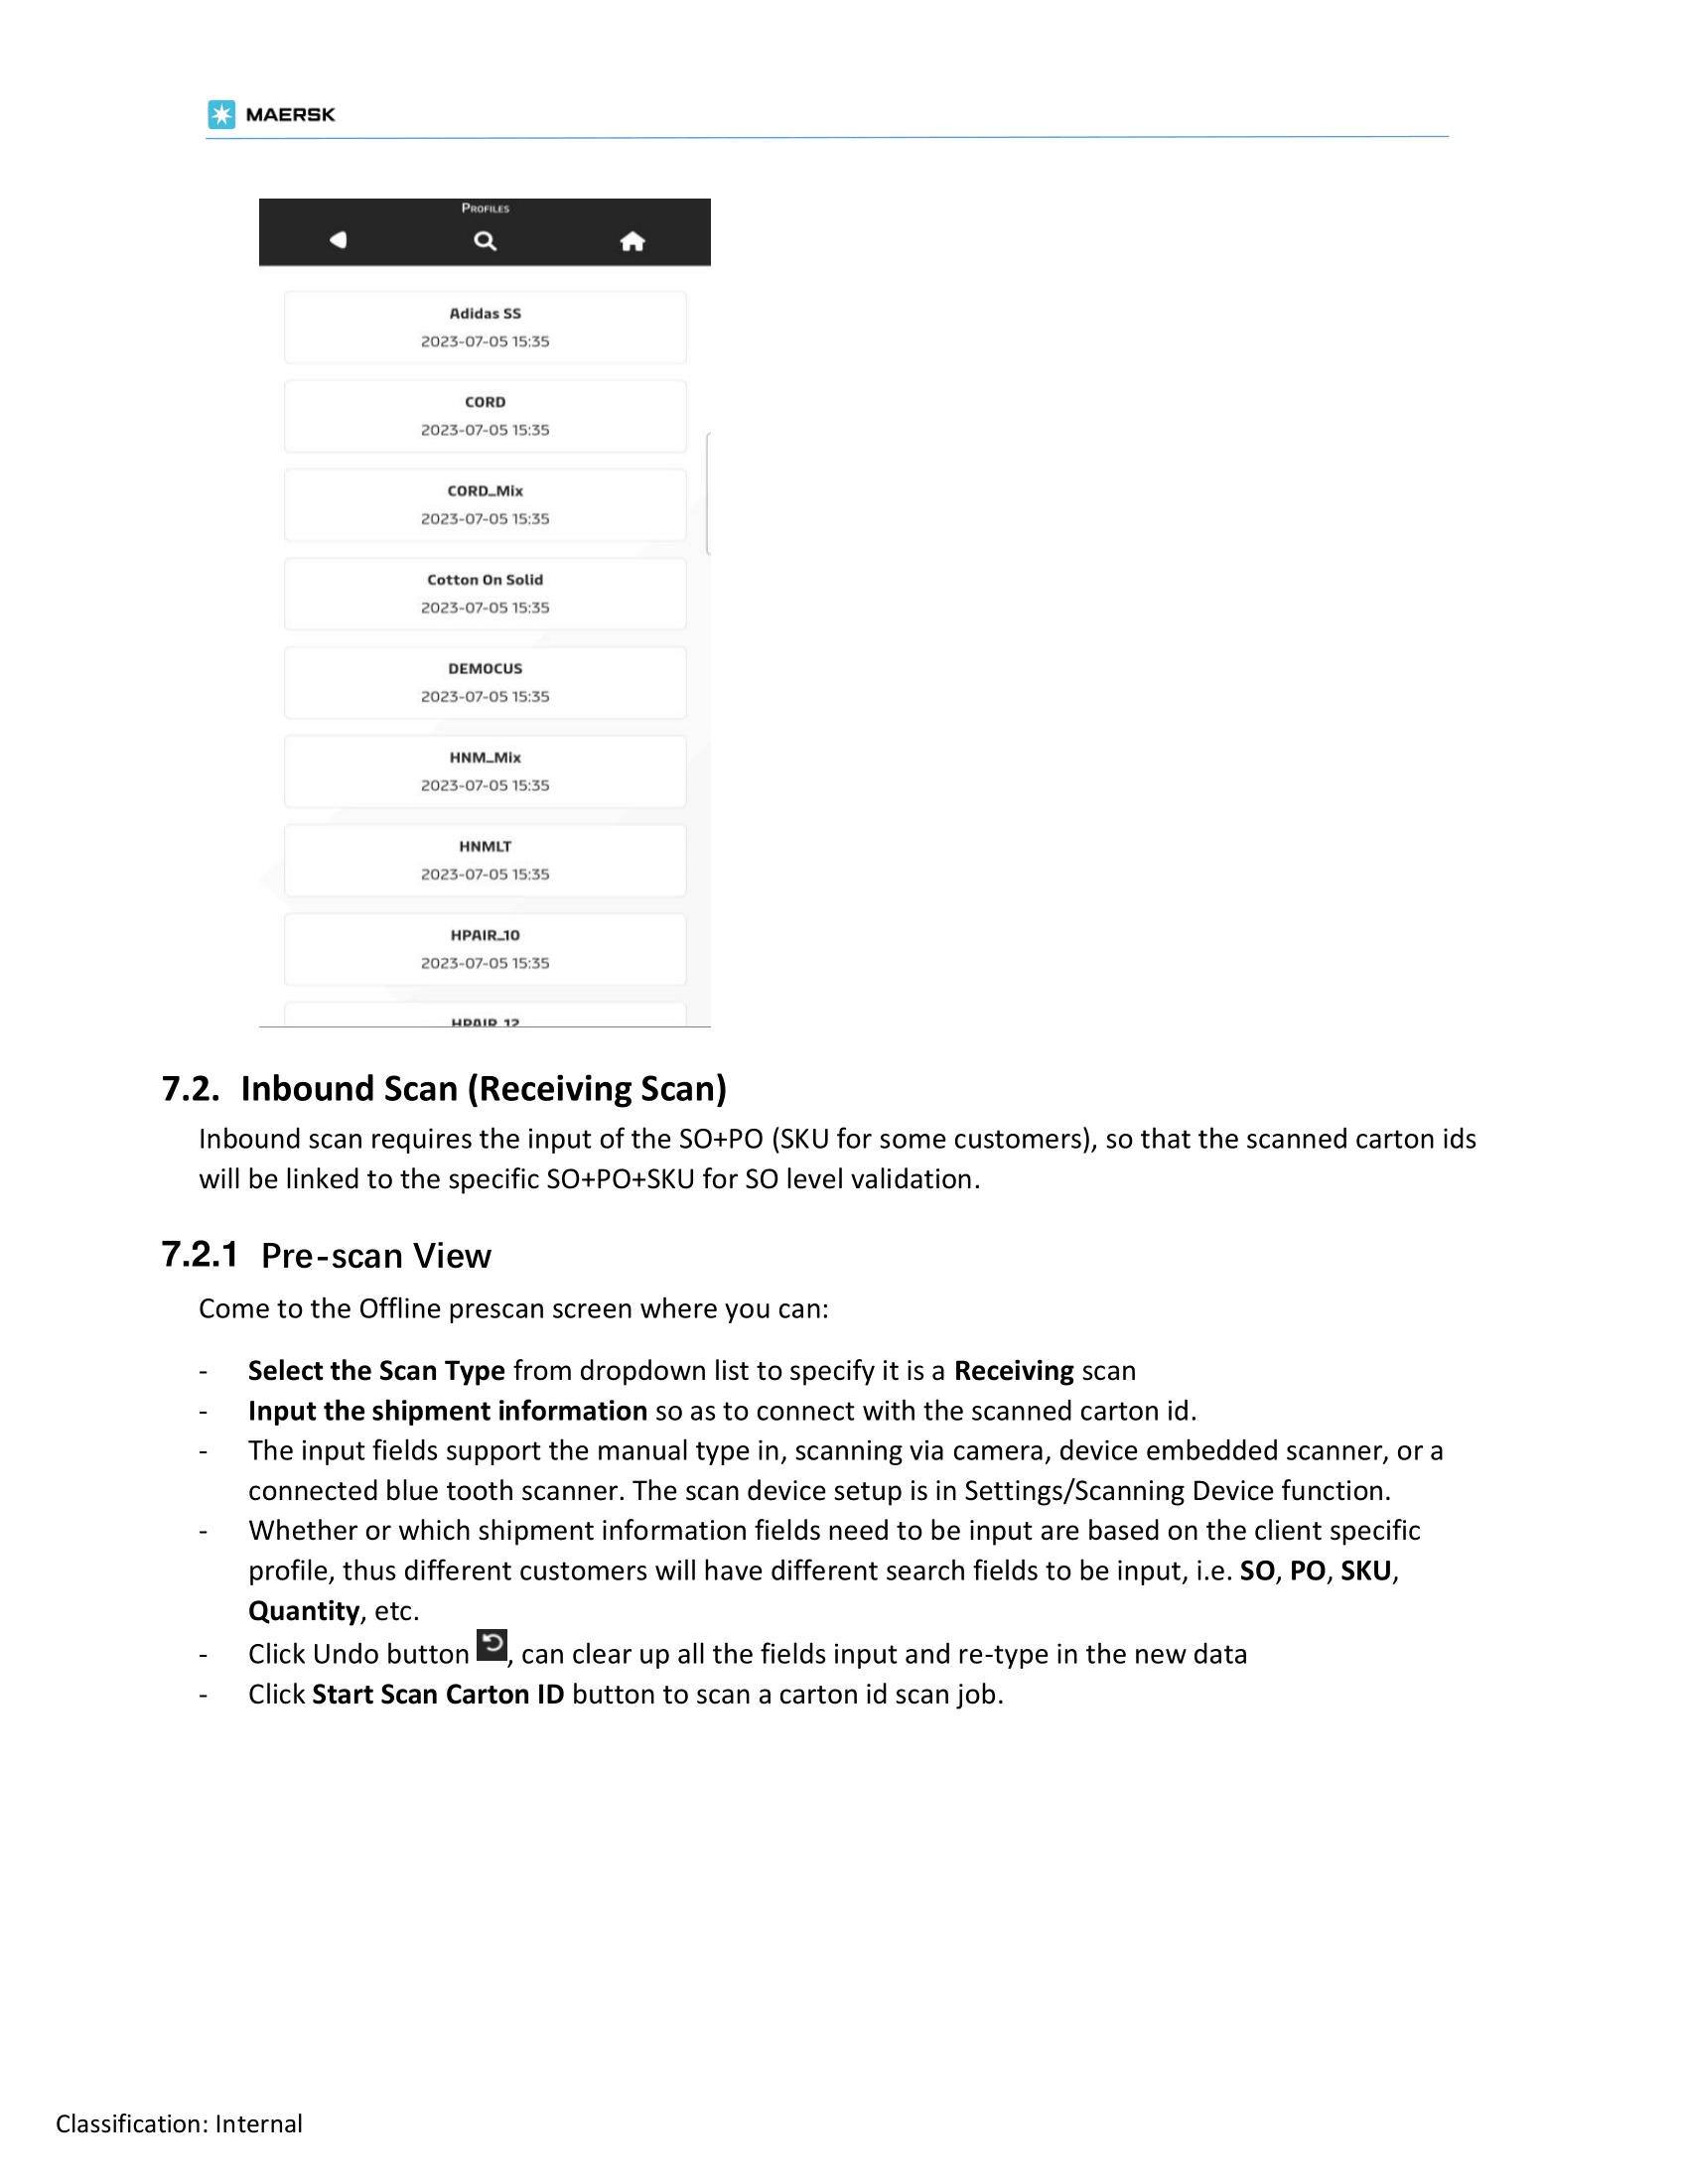 MAERSK
PROFILES
Adidas SS
2023-07-05 15:35
CORD
2023-07-05 15:35
CORD_Mix
2023-07-05 15:35
Cotton On Solid
2023-07-05 15:35
DEMOCUS
2023-07-05 15:35
HNM_Mix
2023-07-05 15:35
HNMLT
2023-07-05 15:35
HPAIR_10
2023-07-05 15:35
HPAIR_12
7.2. Inbound Scan (Receiving Scan)
Inbound scan requires the input of the SO+PO (SKU for some customers), so that the scanned carton ids
will be linked to the specific SO+PO+SKU for SO level validation.
7.2.1 Pre-scan View
Come to the Offline prescan screen where you can:
- Select the Scan Type from dropdown list to specify it is a Receiving scan
- Input the shipment information so as to connect with the scanned carton id.
- The input fields support the manual type in, scanning via camera, device embedded scanner, or a
connected blue tooth scanner. The scan device setup is in Settings/Scanning Device function.
- Whether or which shipment information fields need to be input are based on the client specific
profile, thus different customers will have different search fields to be input, i.e. SO, PO, SKU,
Quantity, etc.
- Click Undo button , can clear up all the fields input and re-type in the new data
- Click Start Scan Carton ID button to scan a carton id scan job.
Classification: Internal